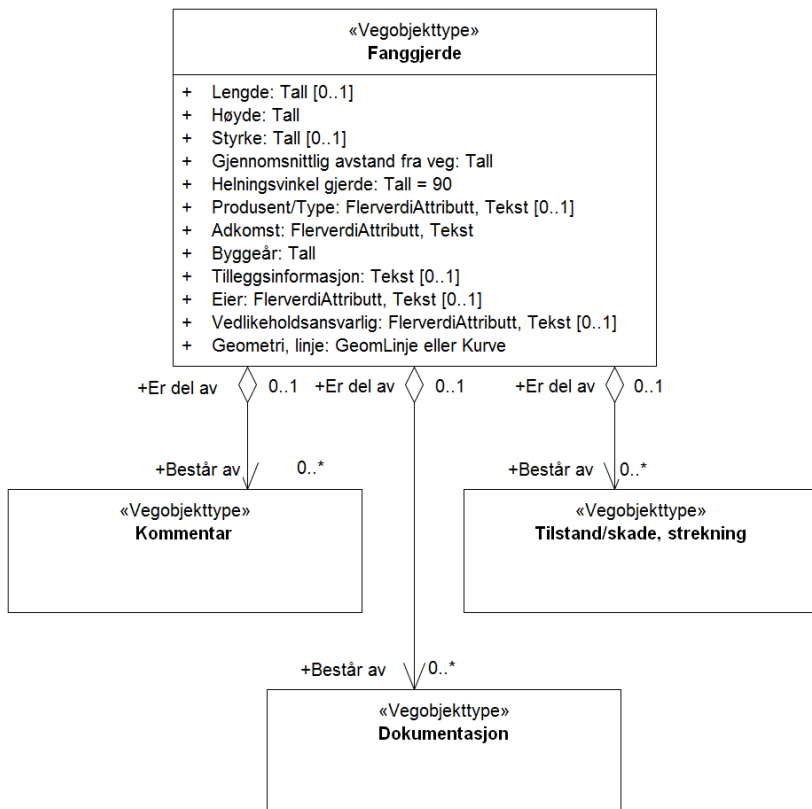 «Vegobjekttype»
Fanggjerde
+ Lengde: Tall [0..1]
+ Høyde: Tall
+ Styrke: Tall [0..1]
+ Gjennomsnittlig avstand fra veg: Tall
+ Helningsvinkel gjerde: Tall = 90
+ Produsent/Type: FlerverdiAttributt, Tekst [0..1]
+ Adkomst: FlerverdiAttributt, Tekst
+ Byggeår: Tall
+ Tilleggsinformasjon: Tekst [0..1]
+ Eier: FlerverdiAttributt, Tekst [0..1]
+ Vedlikeholdsansvarlig: FlerverdiAttributt, Tekst [0..1]
+ Geometri, linje: GeomLinje eller Kurve
+Er del av 0..1 +Er del av 0..1 +Er del av 0..1
+Består av 0..* +Består av 0..*
«Vegobjekttype»
Kommentar
«Vegobjekttype»
Tilstand/skade, strekning
+Består av 0..*
«Vegobjekttype»
Dokumentasjon